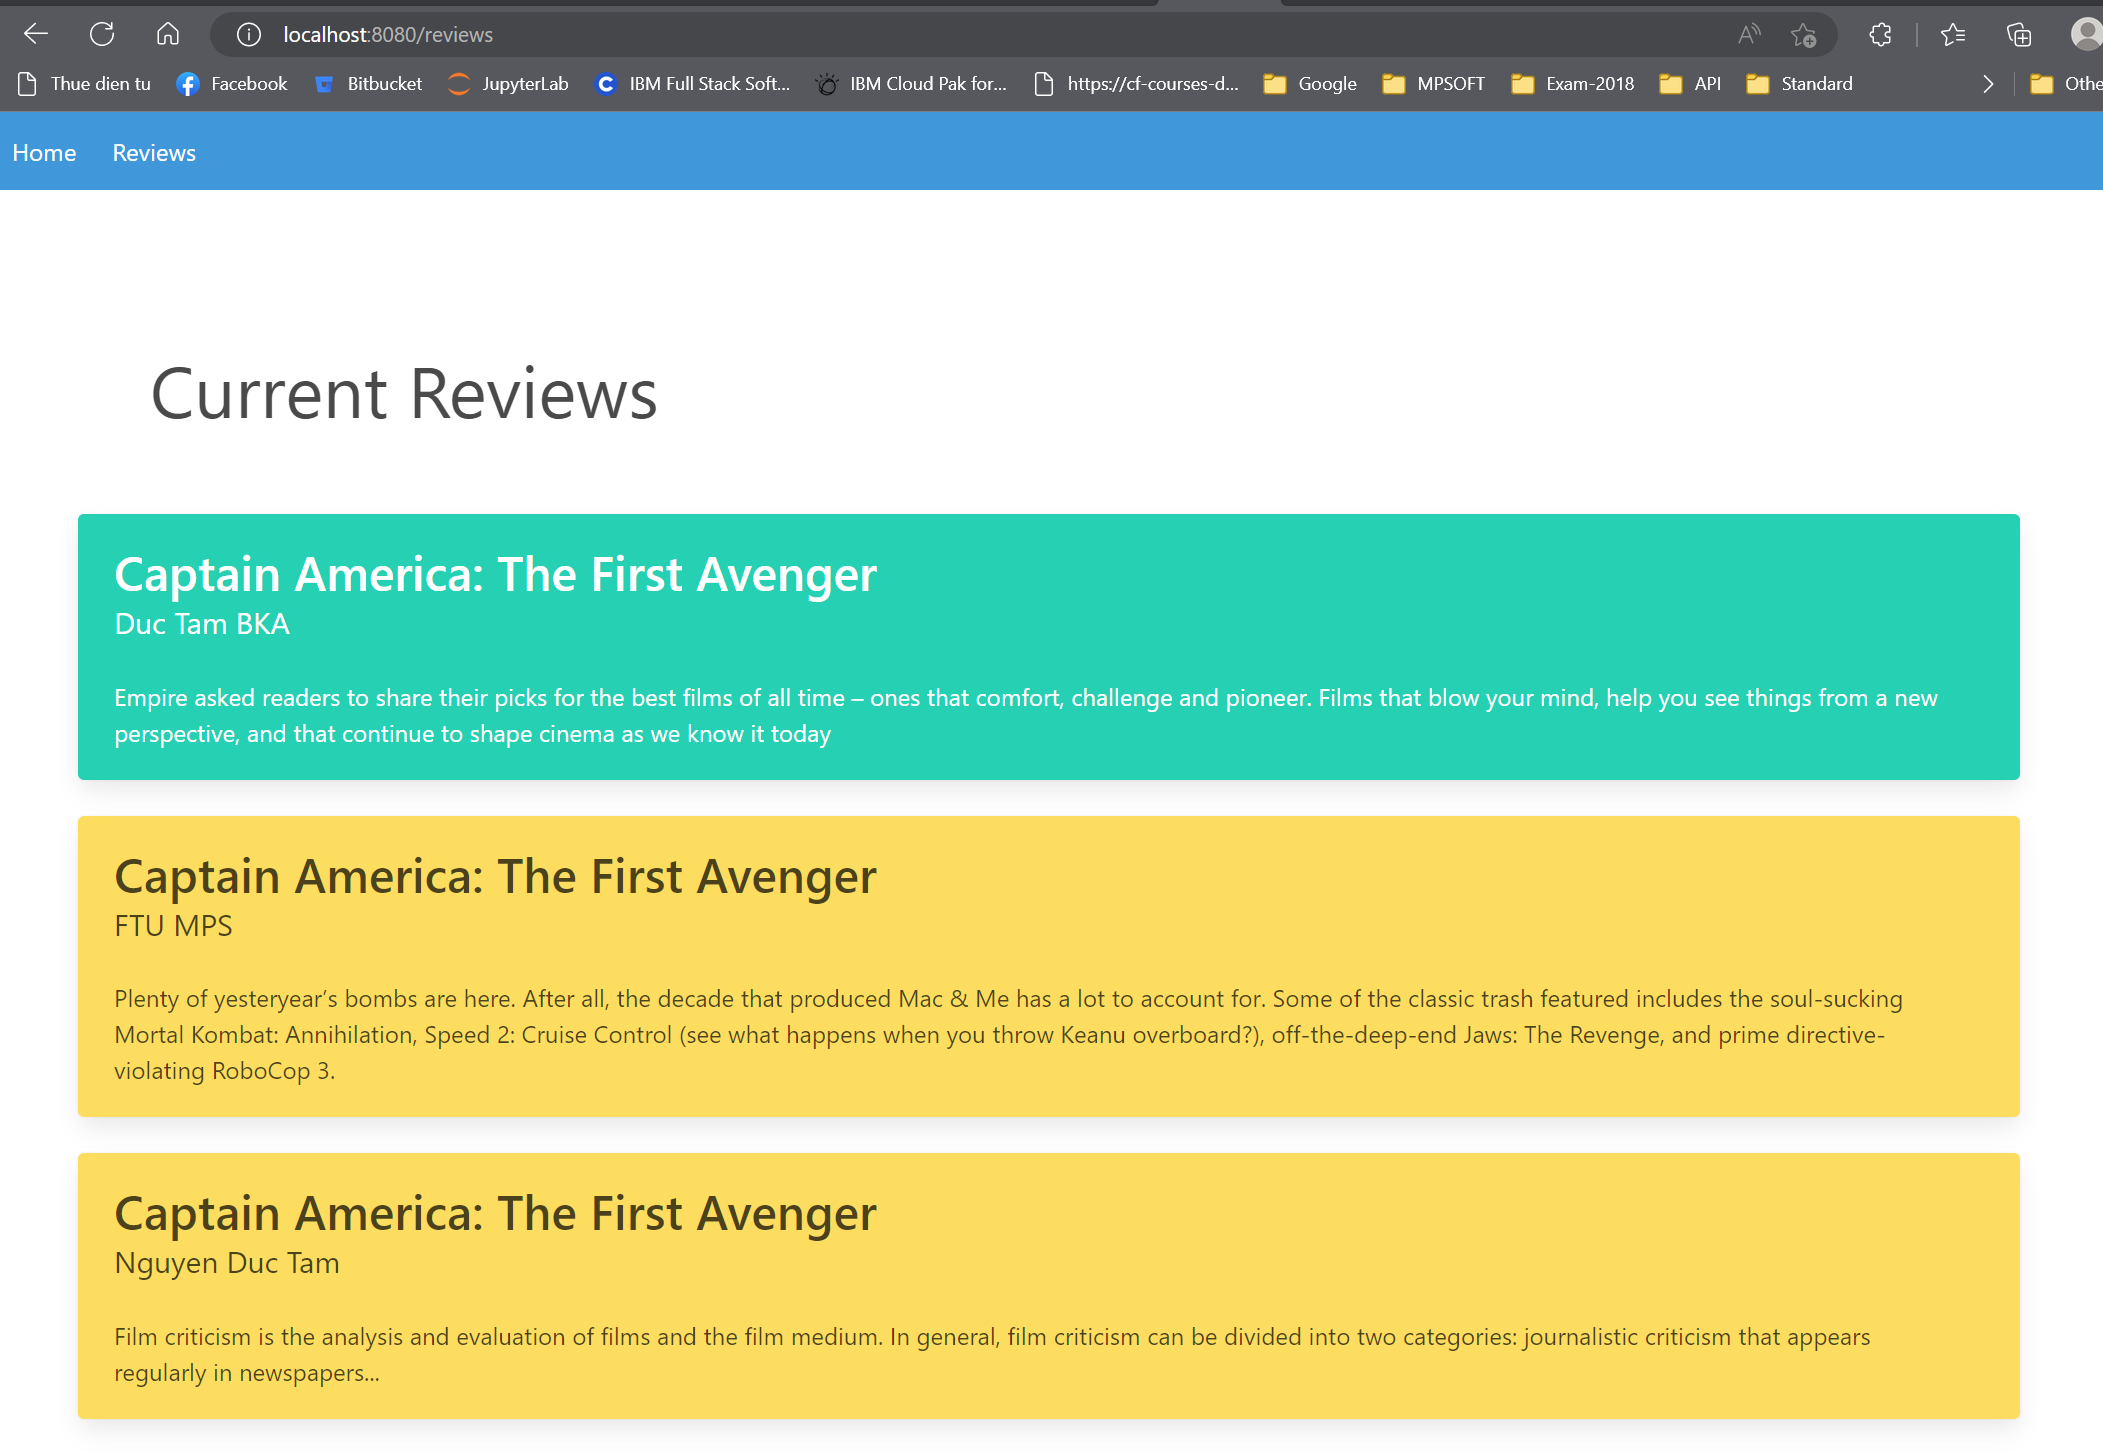 localhost:8080/reviews
Thue dien tu Facebook Bitbucket JupyterLab IBM Full Stack Soft... IBM Cloud Pak for... https://cf-courses-d... Google MPSOFT Exam-2018 API Standard Othe
Home Reviews
Current Reviews
Captain America: The First Avenger
Duc Tam BKA
Empire asked readers to share their picks for the best films of all time – ones that comfort, challenge and pioneer. Films that blow your mind, help you see things from a new
perspective, and that continue to shape cinema as we know it today
Captain America: The First Avenger
FTU MPS
Plenty of yesteryear’s bombs are here. After all, the decade that produced Mac & Me has a lot to account for. Some of the classic trash featured includes the soul-sucking
Mortal Kombat: Annihilation, Speed 2: Cruise Control (see what happens when you throw Keanu overboard?), off-the-deep-end Jaws: The Revenge, and prime directive-
violating RoboCop 3.
Captain America: The First Avenger
Nguyen Duc Tam
Film criticism is the analysis and evaluation of films and the film medium. In general, film criticism can be divided into two categories: journalistic criticism that appears
regularly in newspapers...